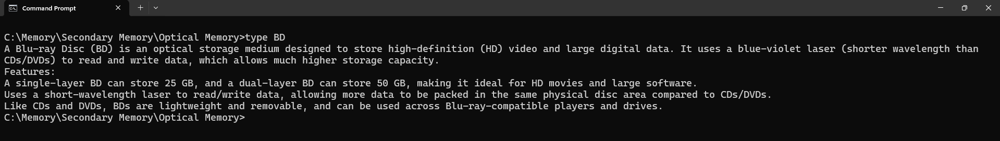 Command Prompt
C:\Memory\Secondary Memory\Optical Memory>type BD
A Blu-ray Disc (BD) is an optical storage medium designed to store high-definition (HD) video and large digital data. It uses a blue-violet laser (shorter wavelength than
CDs/DVDs) to read and write data, which allows much higher storage capacity.
Features:
A single-layer BD can store 25 GB, and a dual-layer BD can store 50 GB, making it ideal for HD movies and large software.
Uses a short-wavelength laser to read/write data, allowing more data to be packed in the same physical disc area compared to CDs/DVDs.
Like CDs and DVDs, BDs are lightweight and removable, and can be used across Blu-ray-compatible players and drives.
C:\Memory\Secondary Memory\Optical Memory>